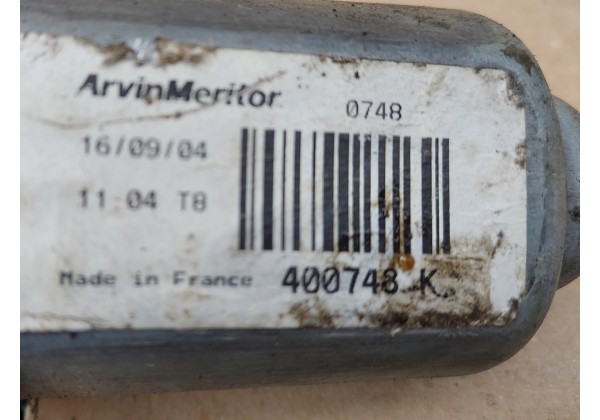 ArvinMeritor
0748
16/09/04
11:04 T8
Made in France 400748 K